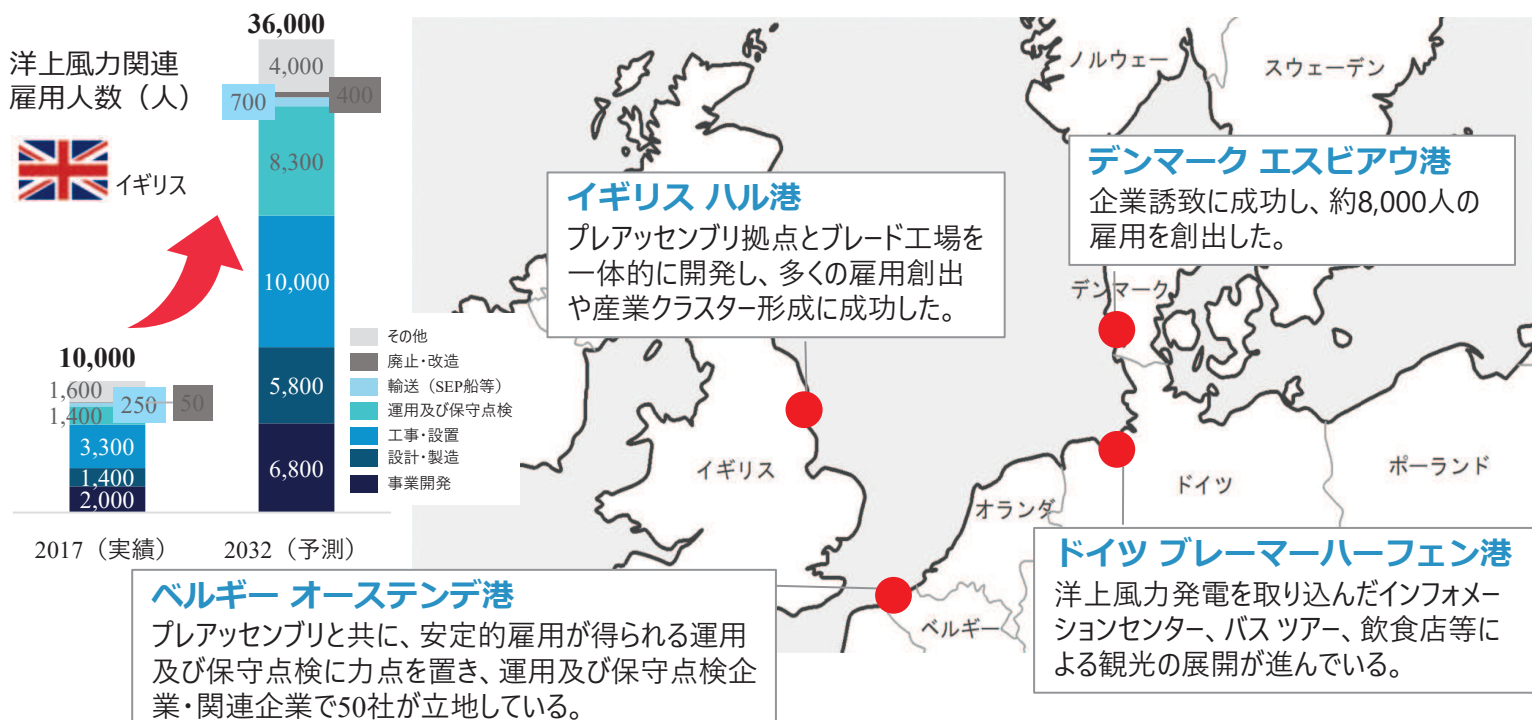 洋上風力関連
雇用人数（人）
イギリス
36,000
4,000
700
400
8,300
10,000
5,800
6,800
10,000
1,600
250
50
1,400
3,300
1,400
2,000
2017（実績）
2032（予測）
その他
廃止・改造
輸送（SEP船等）
運用及び保守点検
工事・設置
設計・製造
事業開発
ノルウェー
スウェーデン
イギリス ハル港
プレアッセンブリ拠点とブレード工場を
一体的に開発し、多くの雇用創出
や産業クラスター形成に成功した。
デンマーク エスビアウ港
企業誘致に成功し、約8,000人の
雇用を創出した。
デンマーク
イギリス
オランダ
ドイツ
ポーランド
ベルギー
ベルギー オーステンデ港
プレアッセンブリと共に、安定的雇用が得られる運用
及び保守点検に力点を置き、運用及び保守点検企
業・関連企業で50社が立地している。
ドイツ ブレーマーハーフェン港
洋上風力発電を取り込んだインフォメー
ションセンター、バス ツアー、飲食店等に
よる観光の展開が進んでいる。